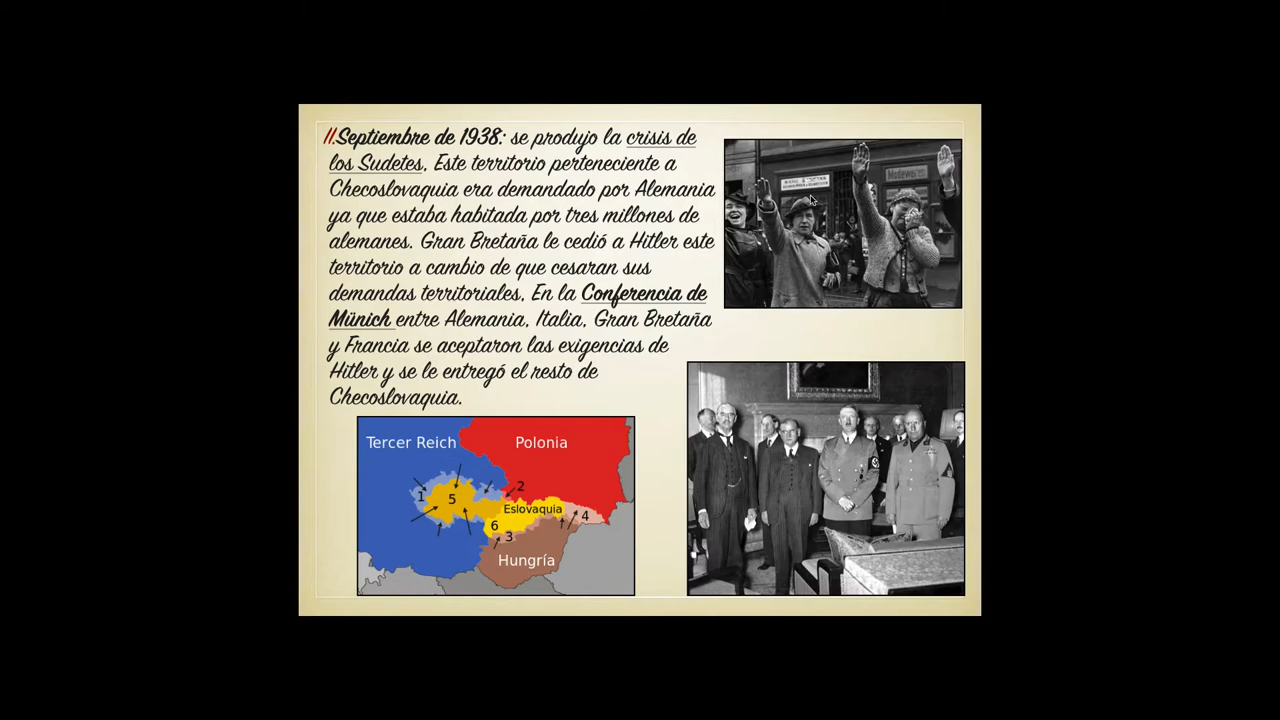 II.Septiembre de 1938: se produjo la crisis de
los Sudetes. Este territorio perteneciente a
Checoslovaquia era demandado por Alemania
ya que estaba habitada por tres millones de
alemanes. Gran Bretaña le cedió a Hitler este
territorio a cambio de que cesaran sus
demandas territoriales. En la Conferencia de
Münich entre Alemania, Italia, Gran Bretaña
y Francia se aceptaron las exigencias de
Hitler y se le entregó el resto de
Checoslovaquia.
Modewei
Tercer Reich
Polonia
1
5
2
Eslovaquia
6
3
4
Hungría